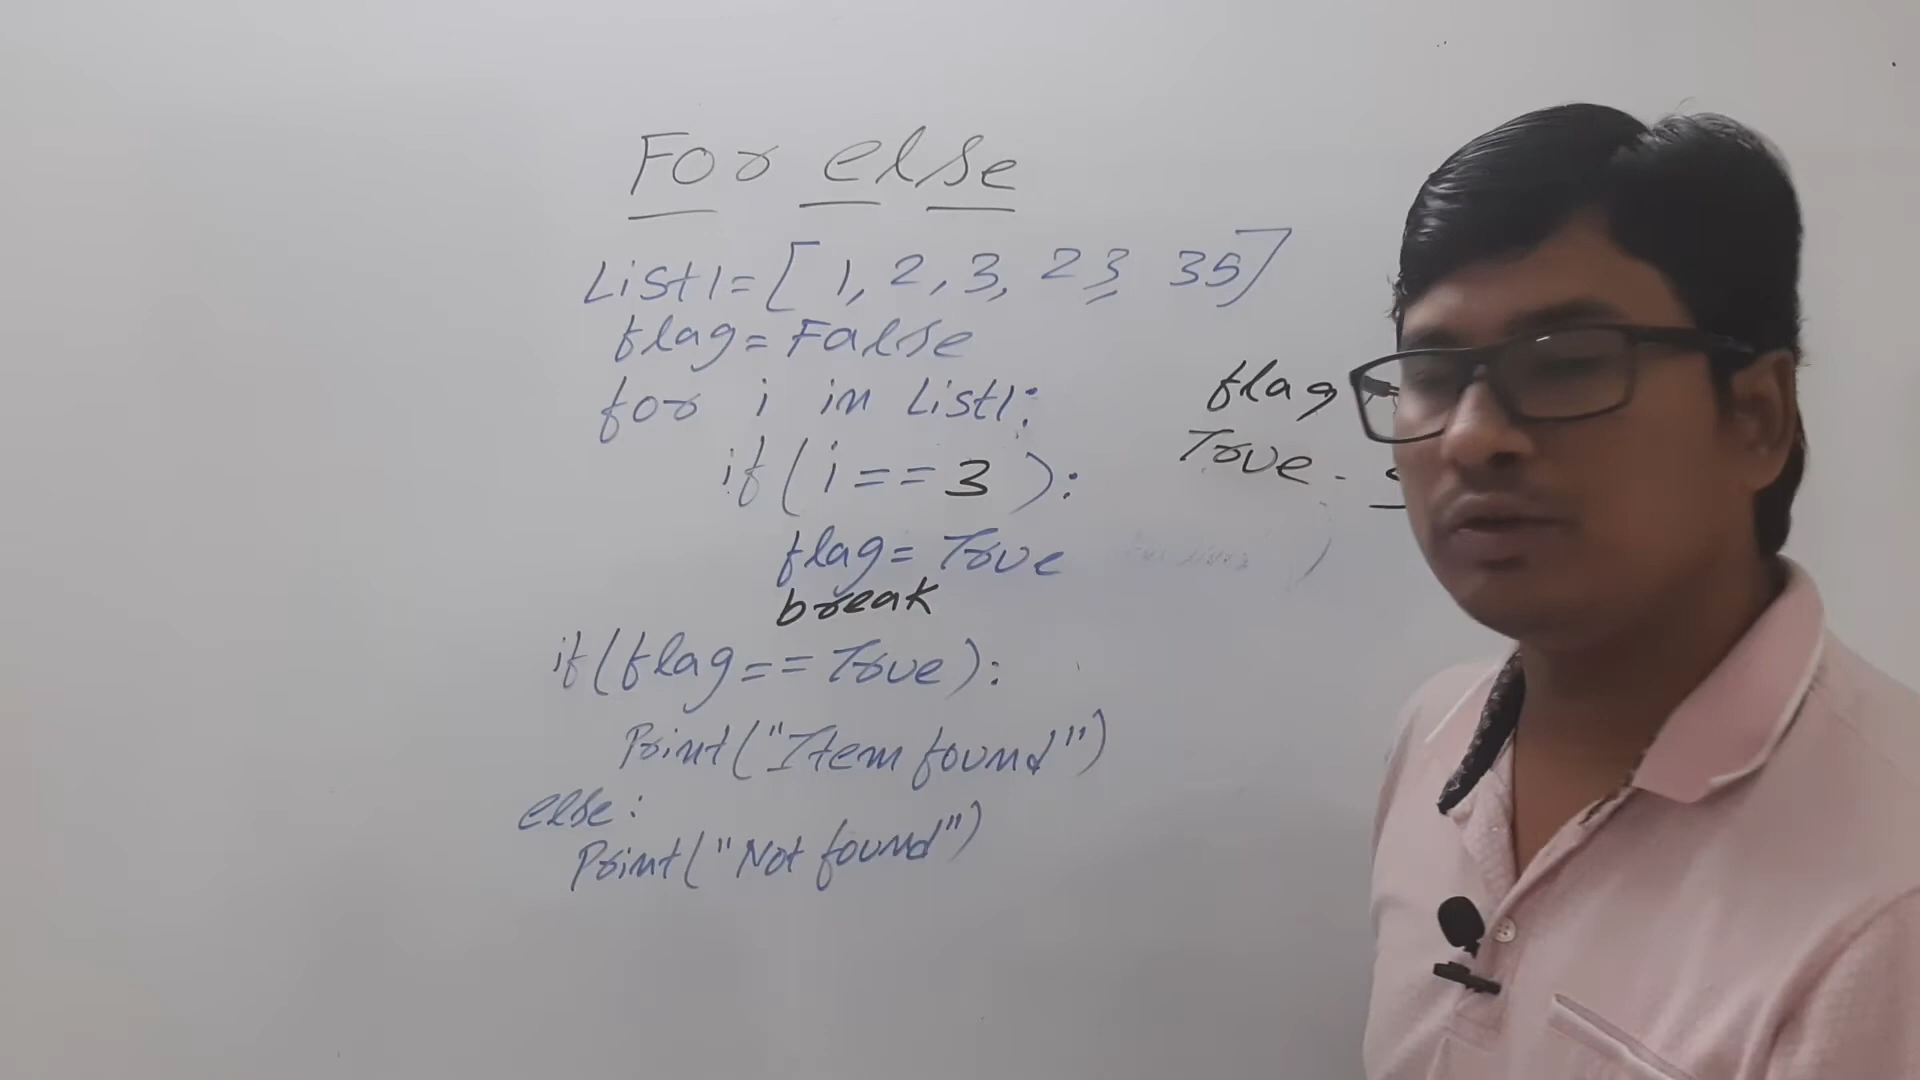 For else
List1=[1, 2, 3, 23, 35]
flag=False
for i in List1:
if(i==3):
flag=True
break
if(flag==True):
Print("Item found")
else:
Print("Not found")
flag
True -